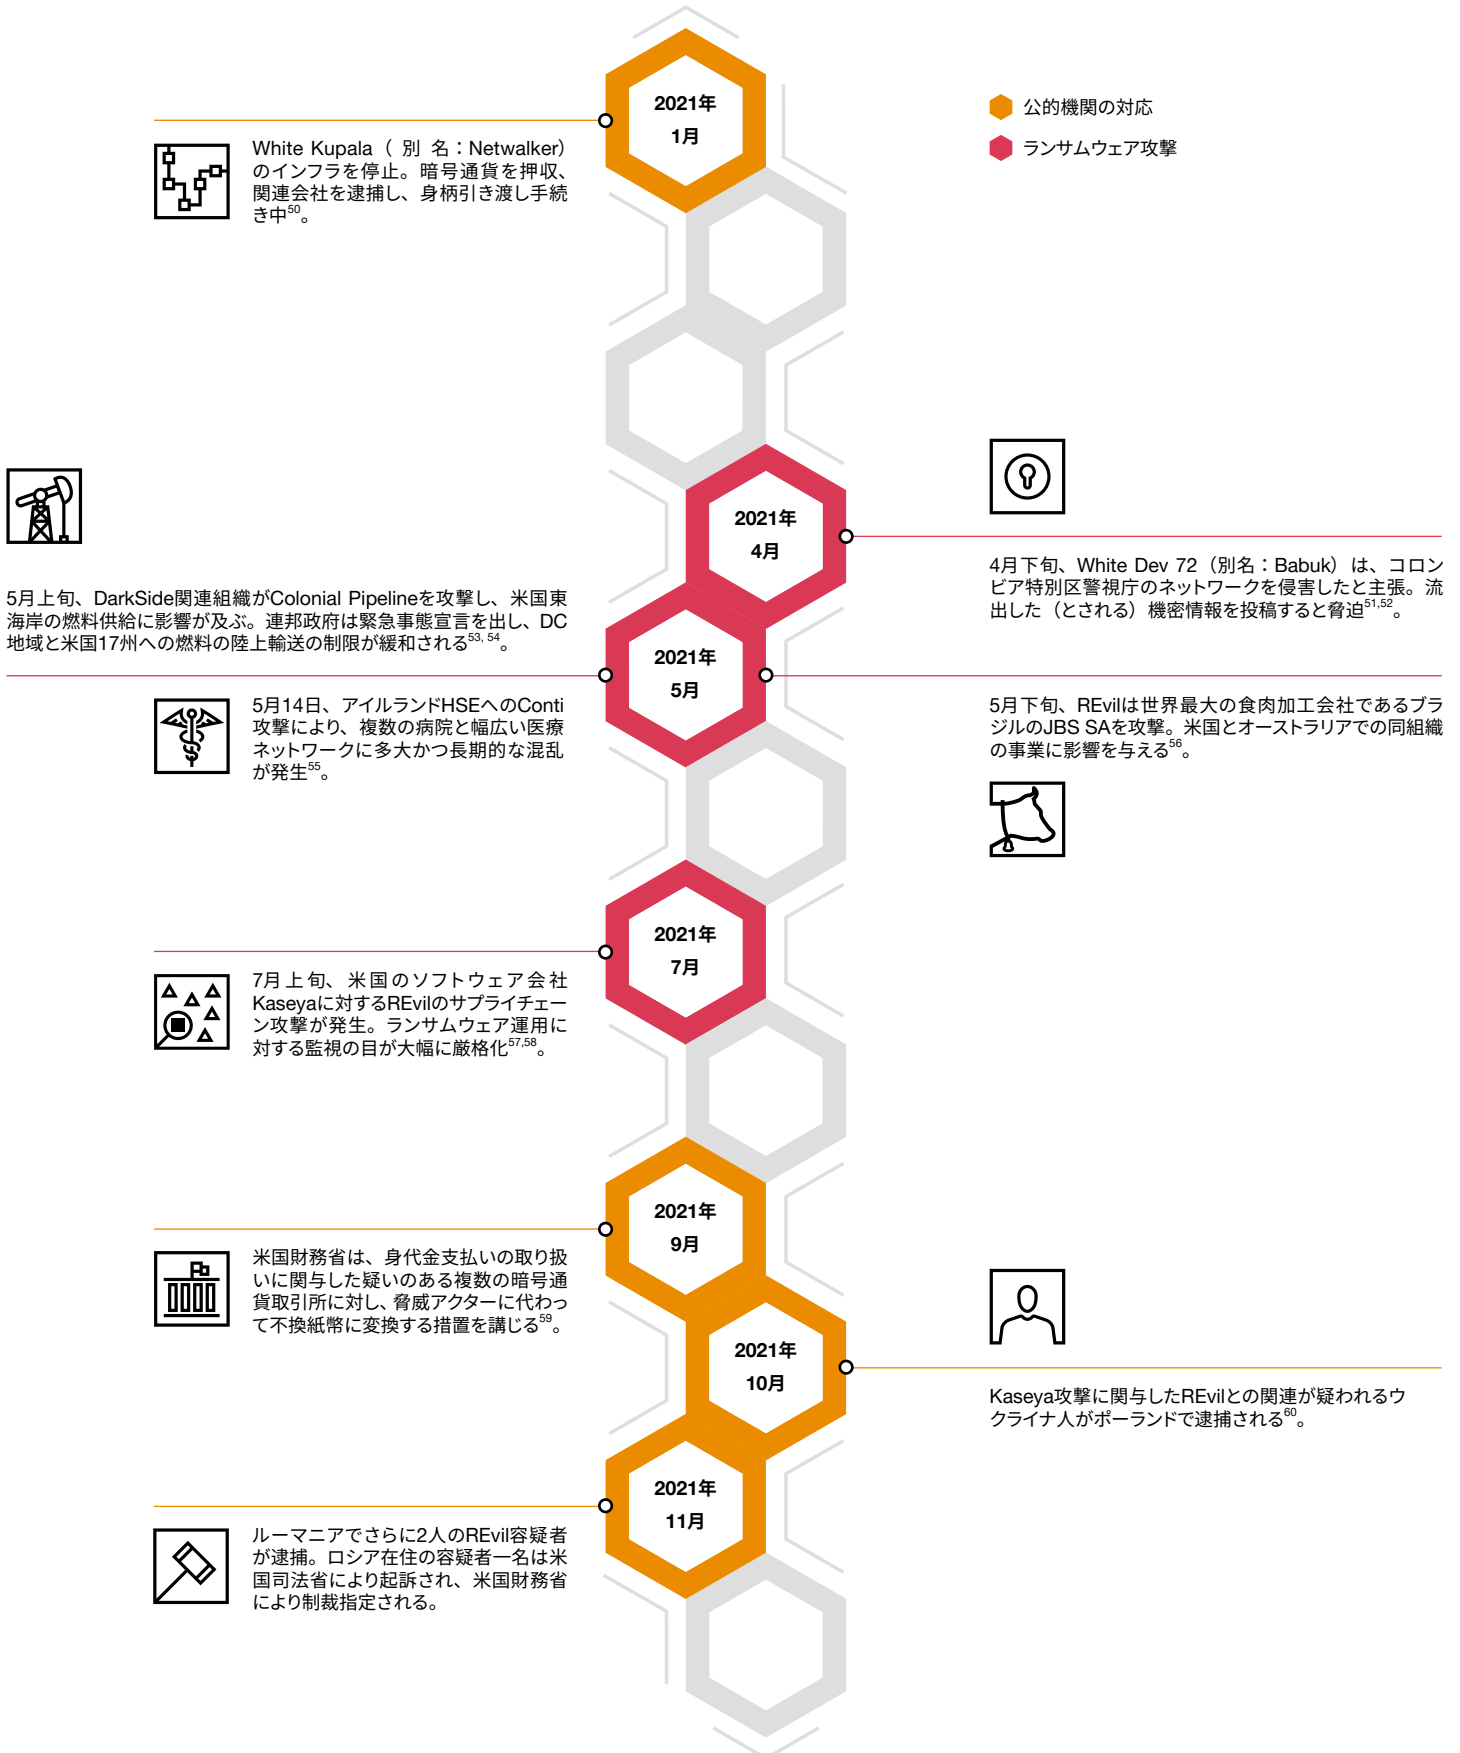 2021年
1月
公的機関の対応
ランサムウェア攻撃
White Kupala（ 別 名：Netwalker）
のインフラを停止。暗号通貨を押収、
関連会社を逮捕し、身柄引き渡し手続
き中50。
2021年
4月
4月下旬、White Dev 72（別名：Babuk）は、コロン
ビア特別区警視庁のネットワークを侵害したと主張。流
出した（とされる）機密情報を投稿すると脅迫51,52。
5月上旬、DarkSide関連組織がColonial Pipelineを攻撃し、米国東
海岸の燃料供給に影響が及ぶ。連邦政府は緊急事態宣言を出し、DC
地域と米国17州への燃料の陸上輸送の制限が緩和される53, 54。
2021年
5月
5月14日、アイルランドHSEへのConti
攻撃により、複数の病院と幅広い医療
ネットワークに多大かつ長期的な混乱
が発生55。
5月下旬、REvilは世界最大の食肉加工会社であるブラ
ジルのJBS SAを攻撃。米国とオーストラリアでの同組織
の事業に影響を与える56。
2021年
7月
7月上旬、米国のソフトウェア会社
Kaseyaに対するREvilのサプライチェー
ン攻撃が発生。ランサムウェア運用に
対する監視の目が大幅に厳格化57,58。
2021年
9月
米国財務省は、身代金支払いの取り扱
いに関与した疑いのある複数の暗号通
貨取引所に対し、脅威アクターに代わっ
て不換紙幣に変換する措置を講じる59。
2021年
10月
Kaseya攻撃に関与したREvilとの関連が疑われるウ
クライナ人がポーランドで逮捕される60。
2021年
11月
ルーマニアでさらに2人のREvil容疑者
が逮捕。ロシア在住の容疑者一名は米
国司法省により起訴され、米国財務省
により制裁指定される。